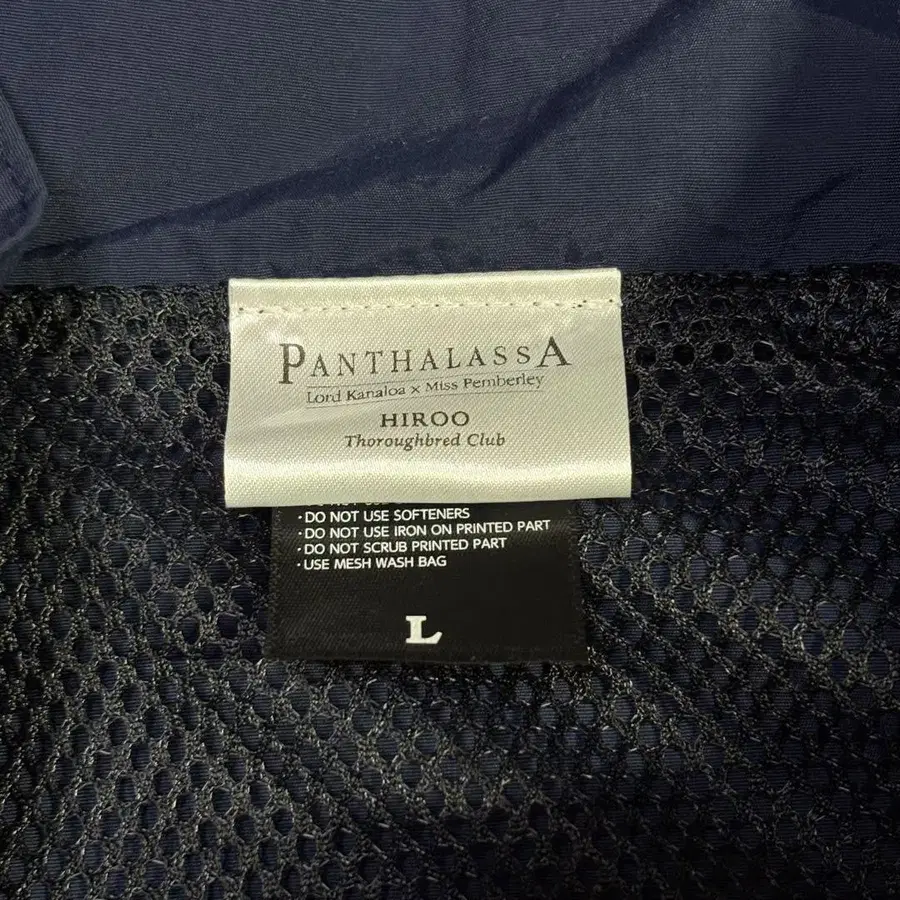 PANTHALASSA
Lord Kanaloa × Miss Pemberley
HIROO
Thoroughbred Club
・DO NOT USE SOFTENERS
・DO NOT USE IRON ON PRINTED PART
・DO NOT SCRUB PRINTED PART
・USE MESH WASH BAG
L